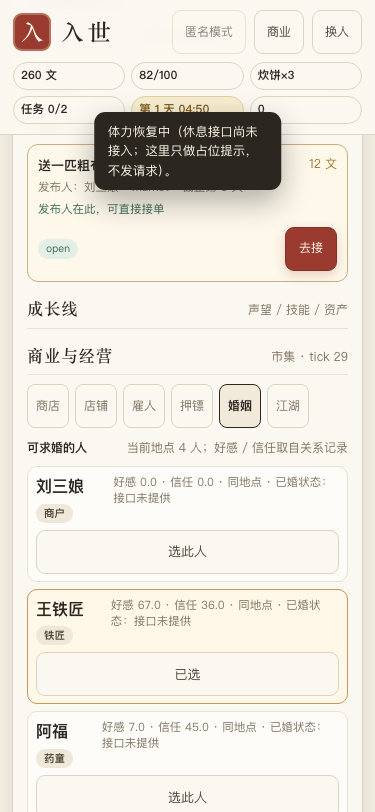 入 入世
匿名模式 商业 换人
260 文 82/100 炊饼×3
任务 0/2 第 1 天 04:50 0
体力恢复中（休息接口尚未
接入；这里只做占位提示，
不发请求）。
送一匹粗 12 文
发布人：刘
发布人在此，可直接接单
open 去接
成长线 声望 / 技能 / 资产
商业与经营 市集 · tick 29
商店 店铺 雇人 押镖 婚姻 江湖
可求婚的人 当前地点 4 人；好感 / 信任取自关系记录
刘三娘 好感 0.0 · 信任 0.0 · 同地点 · 已婚状态：
接口未提供
商户
选此人
王铁匠 好感 67.0 · 信任 36.0 · 同地点 · 已婚状
态：接口未提供
铁匠
已选
阿福 好感 7.0 · 信任 45.0 · 同地点 · 已婚状态：
接口未提供
药童
选此人